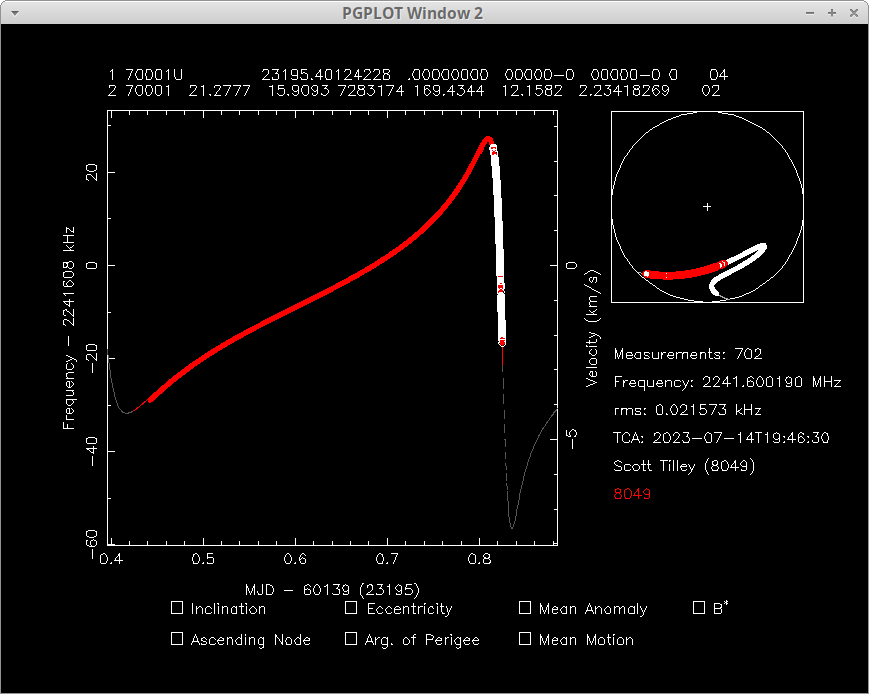 PGPLOT Window 2
1 70001U 23195.40124228 .00000000 00000-0 00000-0 0 04
2 70001 21.2777 15.9093 7283174 169.4344 12.1582 2.23418269 02
Frequency - 2241608 kHz
20
0
-20
-40
-60
0.4 0.5 0.6 0.7 0.8
MJD - 60139 (23195)
0
-5
Velocity (km/s)
Measurements: 702
Frequency: 2241.600190 MHz
rms: 0.021573 kHz
TCA: 2023-07-14T19:46:30
Scott Tilley (8049)
8049
Inclination Eccentricity Mean Anomaly B*
Ascending Node Arg. of Perigee Mean Motion